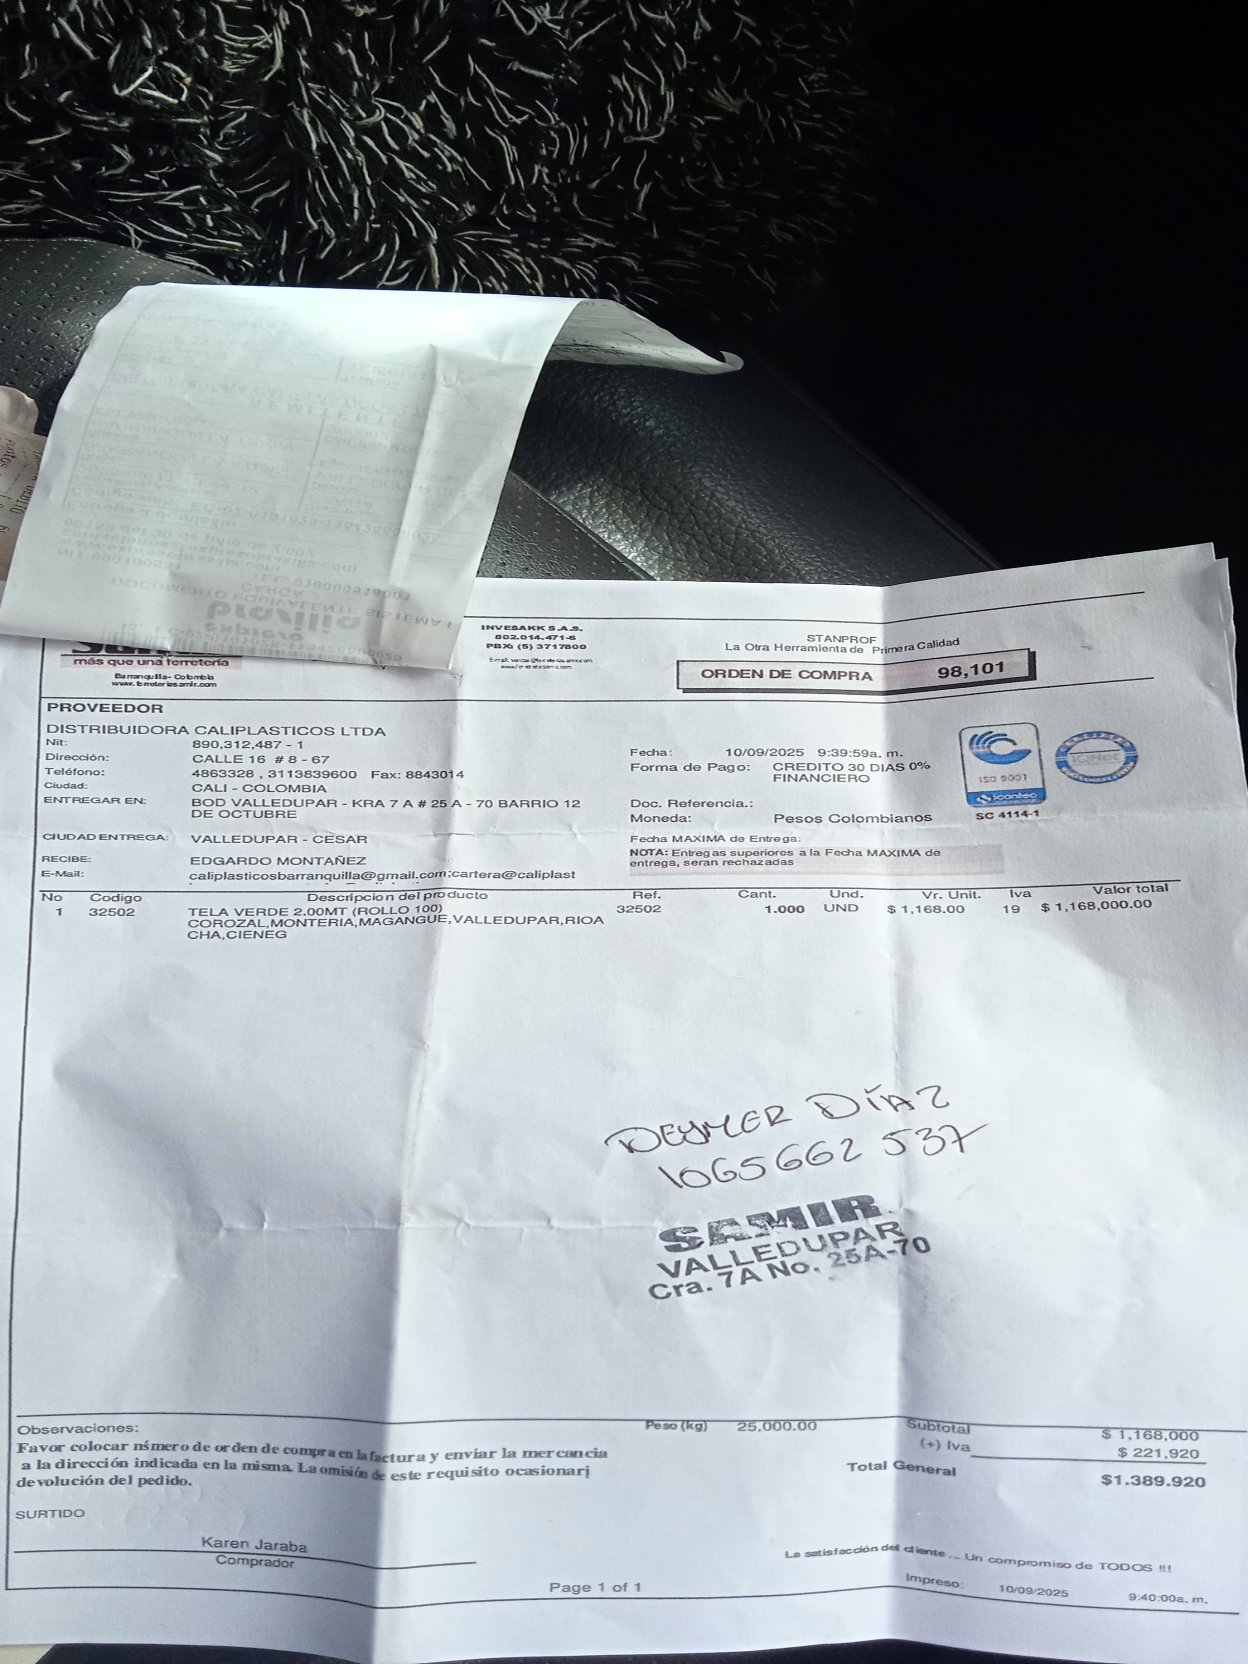 más que una ferretería
Barranquilla- Colombia
www.ferreteriasamir.com
INVESAKK S.A.S.
802.014.471-6
PBX: (5) 3717800
STANPROF
La Otra Herramienta de Primera Calidad
ORDEN DE COMPRA 98,101
PROVEEDOR
DISTRIBUIDORA CALIPLASTICOS LTDA
Nit: 890,312,487 - 1
Dirección: CALLE 16 # 8 - 67
Teléfono: 4863328 , 3113839600 Fax: 8843014
Ciudad: CALI - COLOMBIA
ENTREGAR EN: BOD VALLEDUPAR - KRA 7 A # 25 A - 70 BARRIO 12
DE OCTUBRE
CIUDAD ENTREGA: VALLEDUPAR - CESAR
RECIBE: EDGARDO MONTAÑEZ
E-Mail: caliplasticosbarranquilla@gmail.com;cartera@caliplast
Fecha: 10/09/2025 9:39:59a. m.
Forma de Pago: CREDITO 30 DIAS 0%
FINANCIERO
Doc. Referencia.:
Moneda: Pesos Colombianos
Fecha MAXIMA de Entrega:
NOTA: Entregas superiores a la Fecha MAXIMA de
entrega, seran rechazadas
ISO 9001
icontec
SC 4114-1
IQNet
No Codigo Descripcion del producto Ref. Cant. Und. Vr. Unit. Iva Valor total
1 32502 TELA VERDE 2.00MT (ROLLO 100) 32502 1.000 UND $ 1,168.00 19 $ 1,168,000.00
COROZAL,MONTERIA,MAGANGUE,VALLEDUPAR,RIOA
CHA,CIENEG
DEYMER DÍAZ
1065662 537
SAMIR
VALLEDUPAR
Cra. 7A No. 25A-70
Observaciones:
Favor colocar nśmero de orden de compra en la factura y enviar la mercancia
a la dirección indicada en la misma. La omisión de este requisito ocasionarį
devolución del pedido.
Peso (kg) 25,000.00
Subtotal $ 1,168,000
(+) Iva $ 221,920
Total General $1.389.920
SURTIDO
Karen Jaraba
Comprador
La satisfacción del cliente ... Un compromiso de TODOS !!!
Page 1 of 1
Impreso: 10/09/2025 9:40:00a. m.